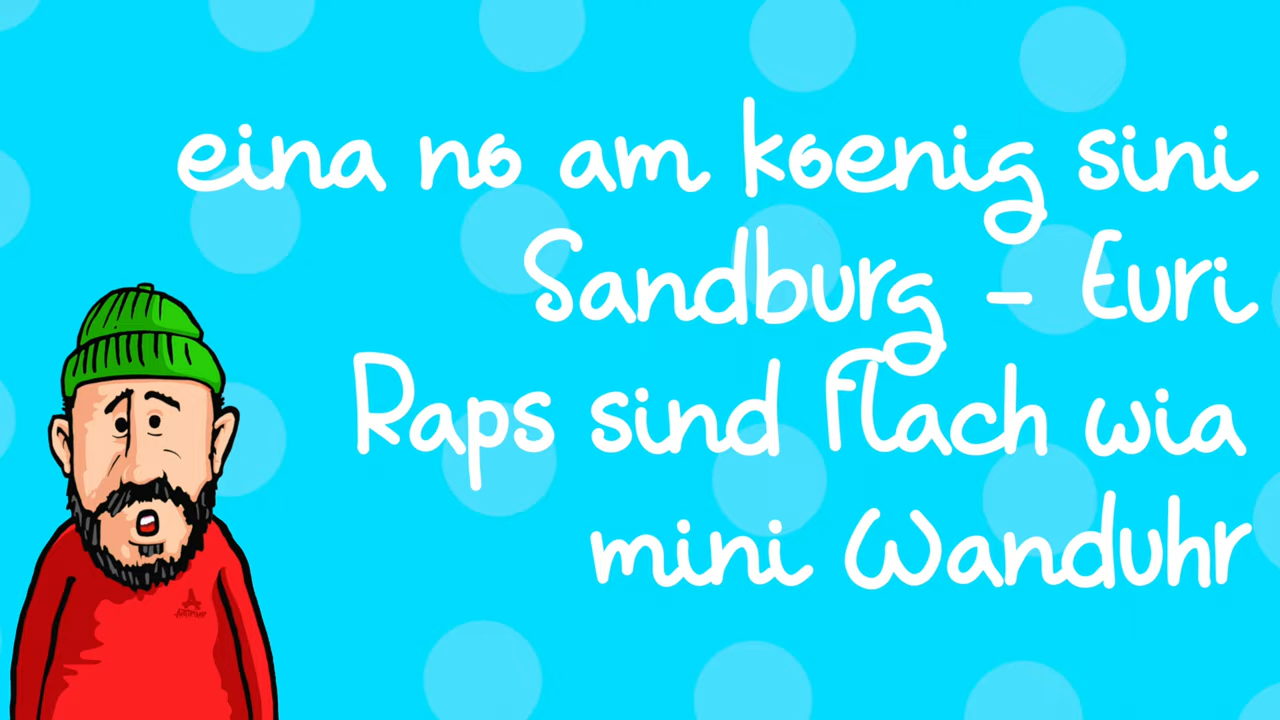 eina no am koenig sini
Sandburg – Euri
Raps sind flach wia
mini Wanduhr